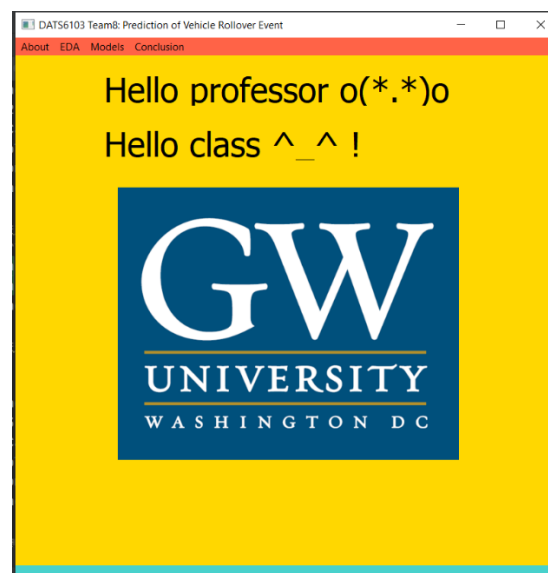 DATS6103 Team8: Prediction of Vehicle Rollover Event
About EDA Models Conclusion
Hello professor o(*.*)o
Hello class ^_^ !
GW
UNIVERSITY
WASHINGTON DC